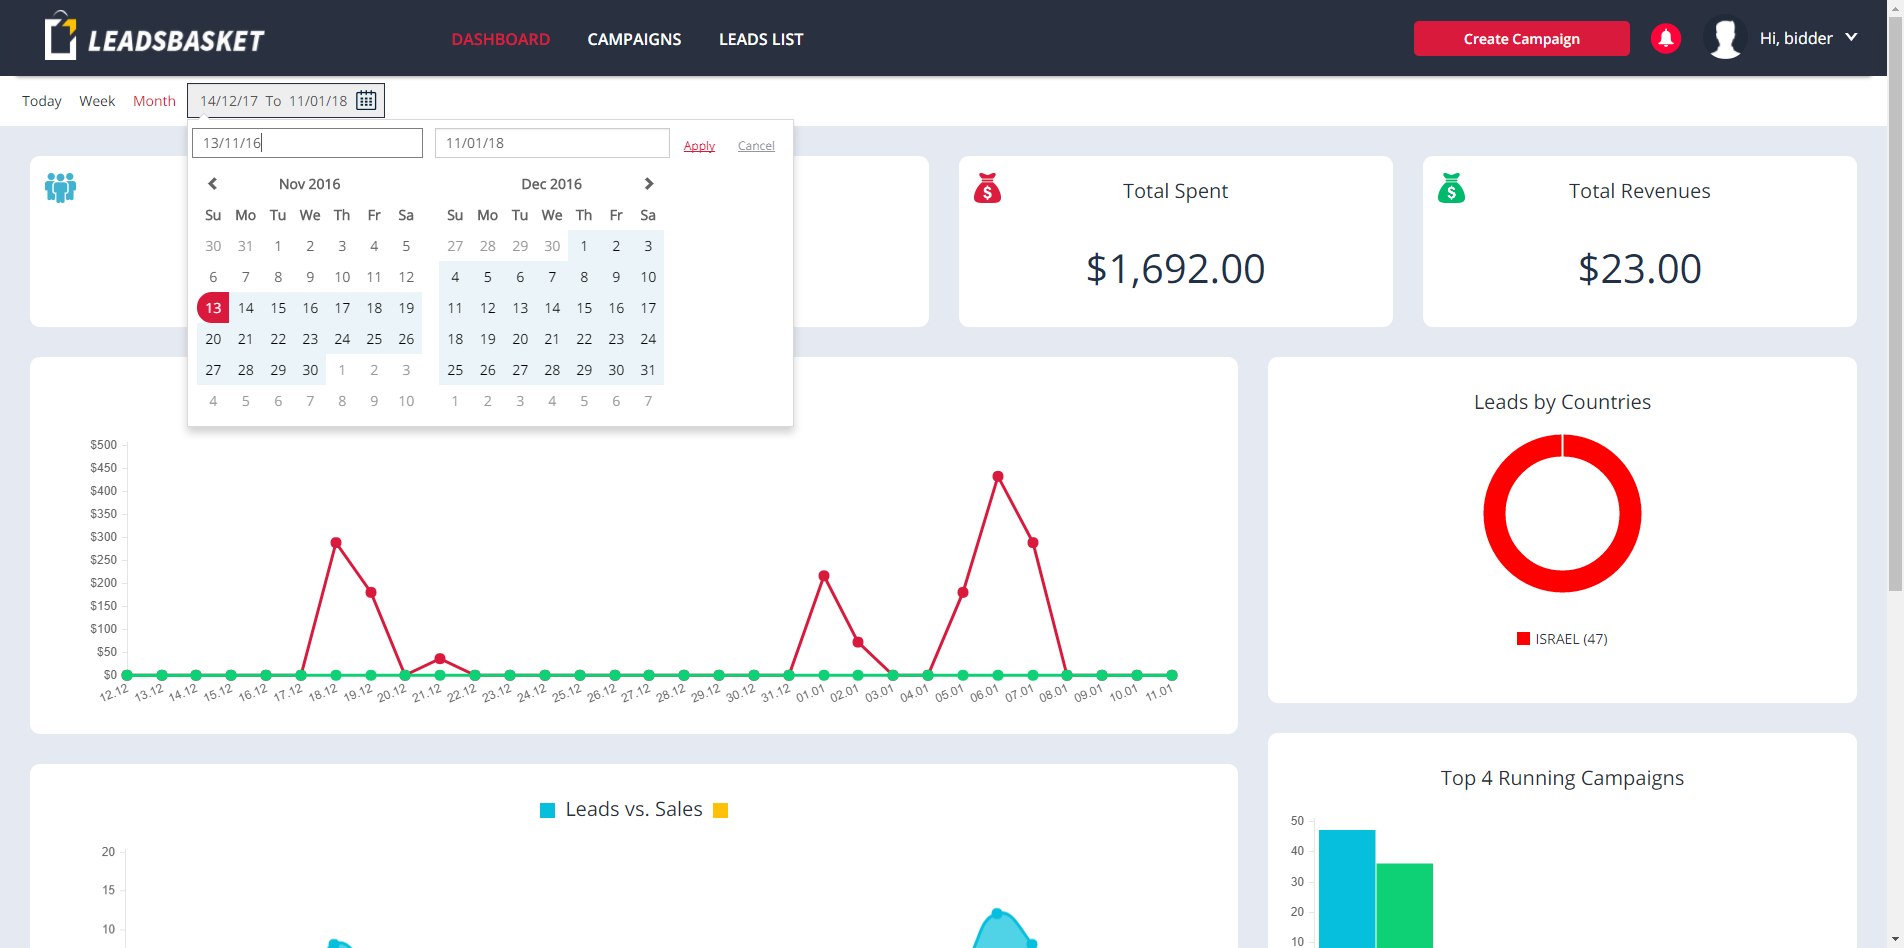 LEADSBASKET
DASHBOARD
CAMPAIGNS
LEADS LIST
Create Campaign
Hi, bidder
Today
Week
Month
14/12/17 To 11/01/18
13/11/16
11/01/18
Apply
Cancel
Nov 2016
Su Mo Tu We Th Fr Sa
30 31 1 2 3 4 5
6 7 8 9 10 11 12
13 14 15 16 17 18 19
20 21 22 23 24 25 26
27 28 29 30 1 2 3
4 5 6 7 8 9 10
Dec 2016
Su Mo Tu We Th Fr Sa
27 28 29 30 1 2 3
4 5 6 7 8 9 10
11 12 13 14 15 16 17
18 19 20 21 22 23 24
25 26 27 28 29 30 31
1 2 3 4 5 6 7
$
Total Spent
$1,692.00
$
Total Revenues
$23.00
$500
$450
$400
$350
$300
$250
$200
$150
$100
$50
$0
12.12 13.12 14.12 15.12 16.12 17.12 18.12 19.12 20.12 21.12 22.12 23.12 24.12 25.12 26.12 27.12 28.12 29.12 30.12 31.12 01.01 02.01 03.01 04.01 05.01 06.01 07.01 08.01 09.01 10.01 11.01
Leads by Countries
ISRAEL (47)
Leads vs. Sales
20
15
10
Top 4 Running Campaigns
50
40
30
20
10